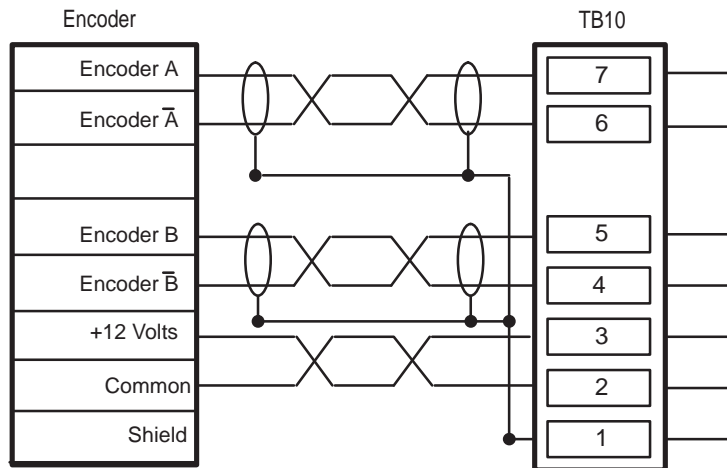 Encoder
TB10
Encoder A
7
Encoder A̅
6
Encoder B
5
Encoder B̅
4
+12 Volts
3
Common
2
Shield
1